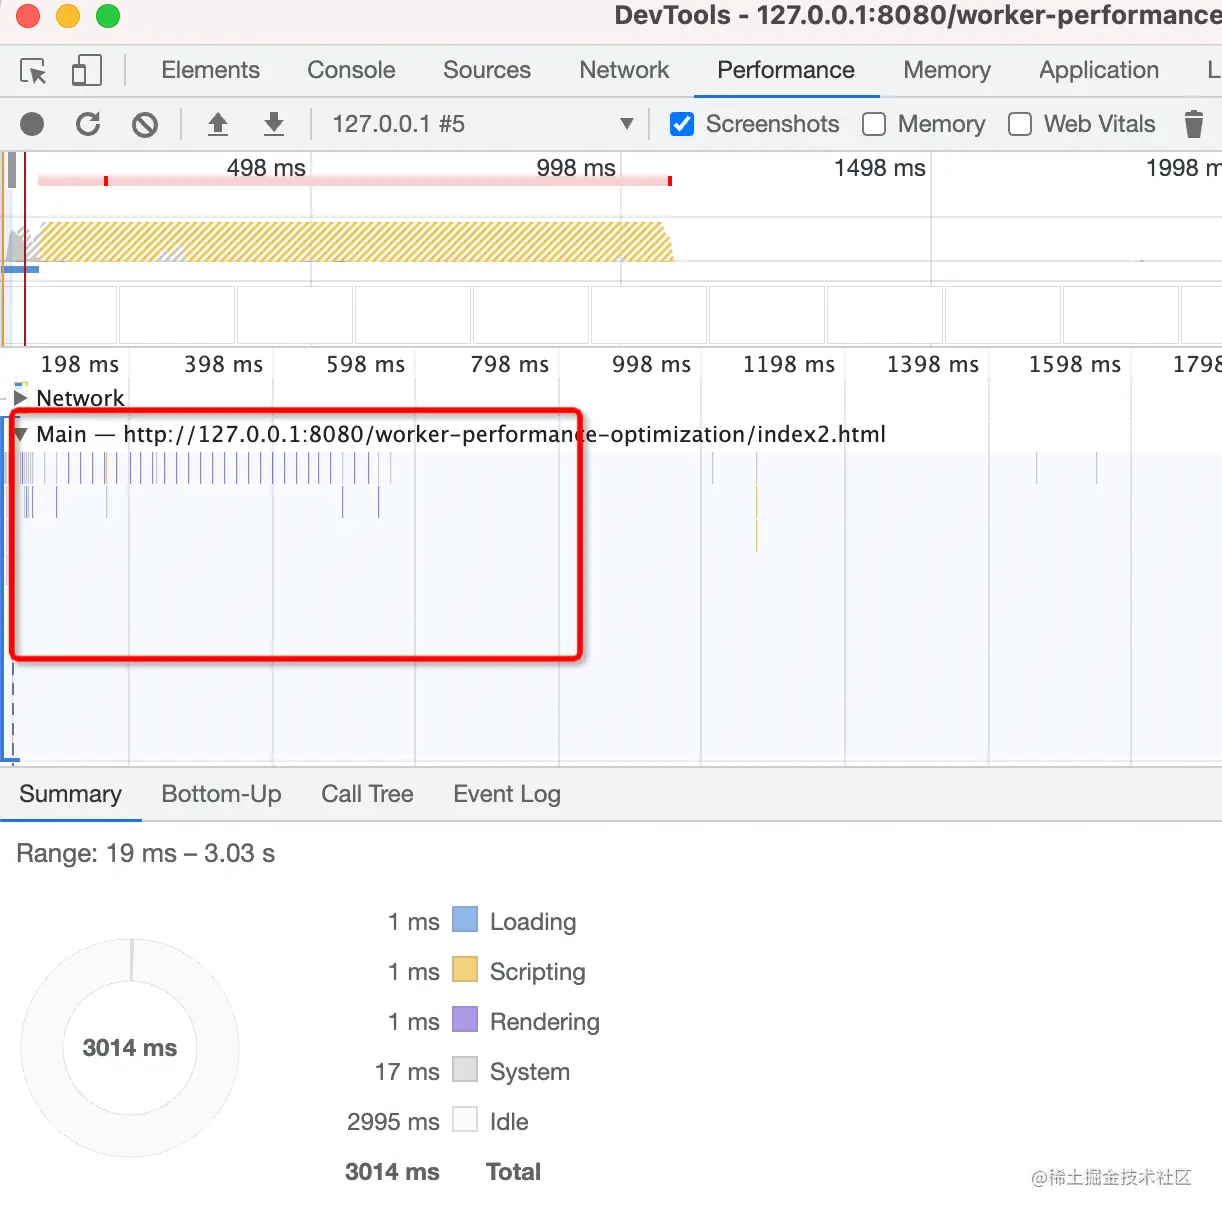 DevTools - 127.0.0.1:8080/worker-performance
Elements Console Sources Network Performance Memory Application L
127.0.0.1 #5 Screenshots Memory Web Vitals
498 ms 998 ms 1498 ms 1998 m
198 ms 398 ms 598 ms 798 ms 998 ms 1198 ms 1398 ms 1598 ms 1798
Network
Main — http://127.0.0.1:8080/worker-performance-optimization/index2.html
Summary Bottom-Up Call Tree Event Log
Range: 19 ms – 3.03 s
1 ms Loading
1 ms Scripting
1 ms Rendering
3014 ms
17 ms System
2995 ms Idle
3014 ms Total
@稀土掘金技术社区